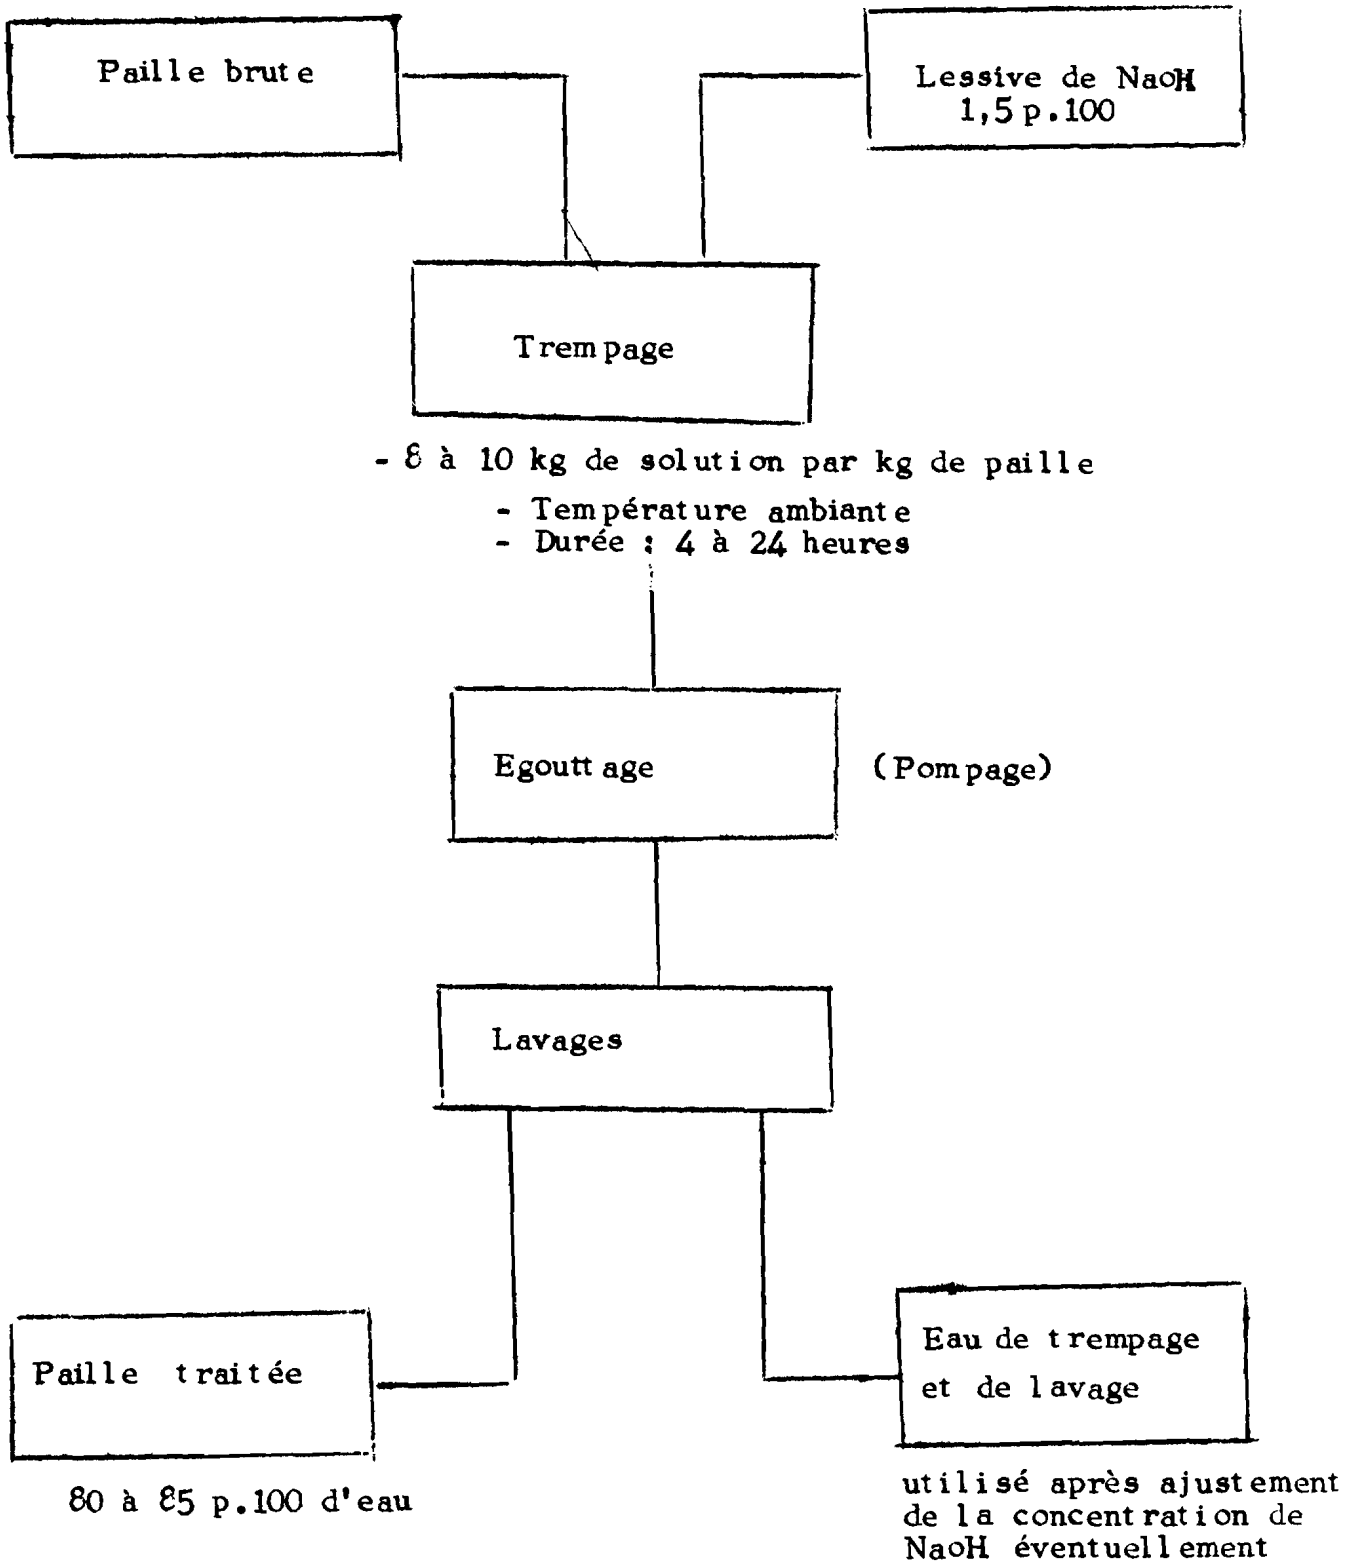 Paille brute
Lessive de NaoH
1,5 p.100
Trempage
- 8 à 10 kg de solution par kg de paille
- Température ambiante
- Durée : 4 à 24 heures
Egouttage
(Pompage)
Lavages
Paille traitée
80 à 85 p.100 d'eau
Eau de trempage
et de lavage
utilisé après ajustement
de la concentration de
NaoH éventuellement